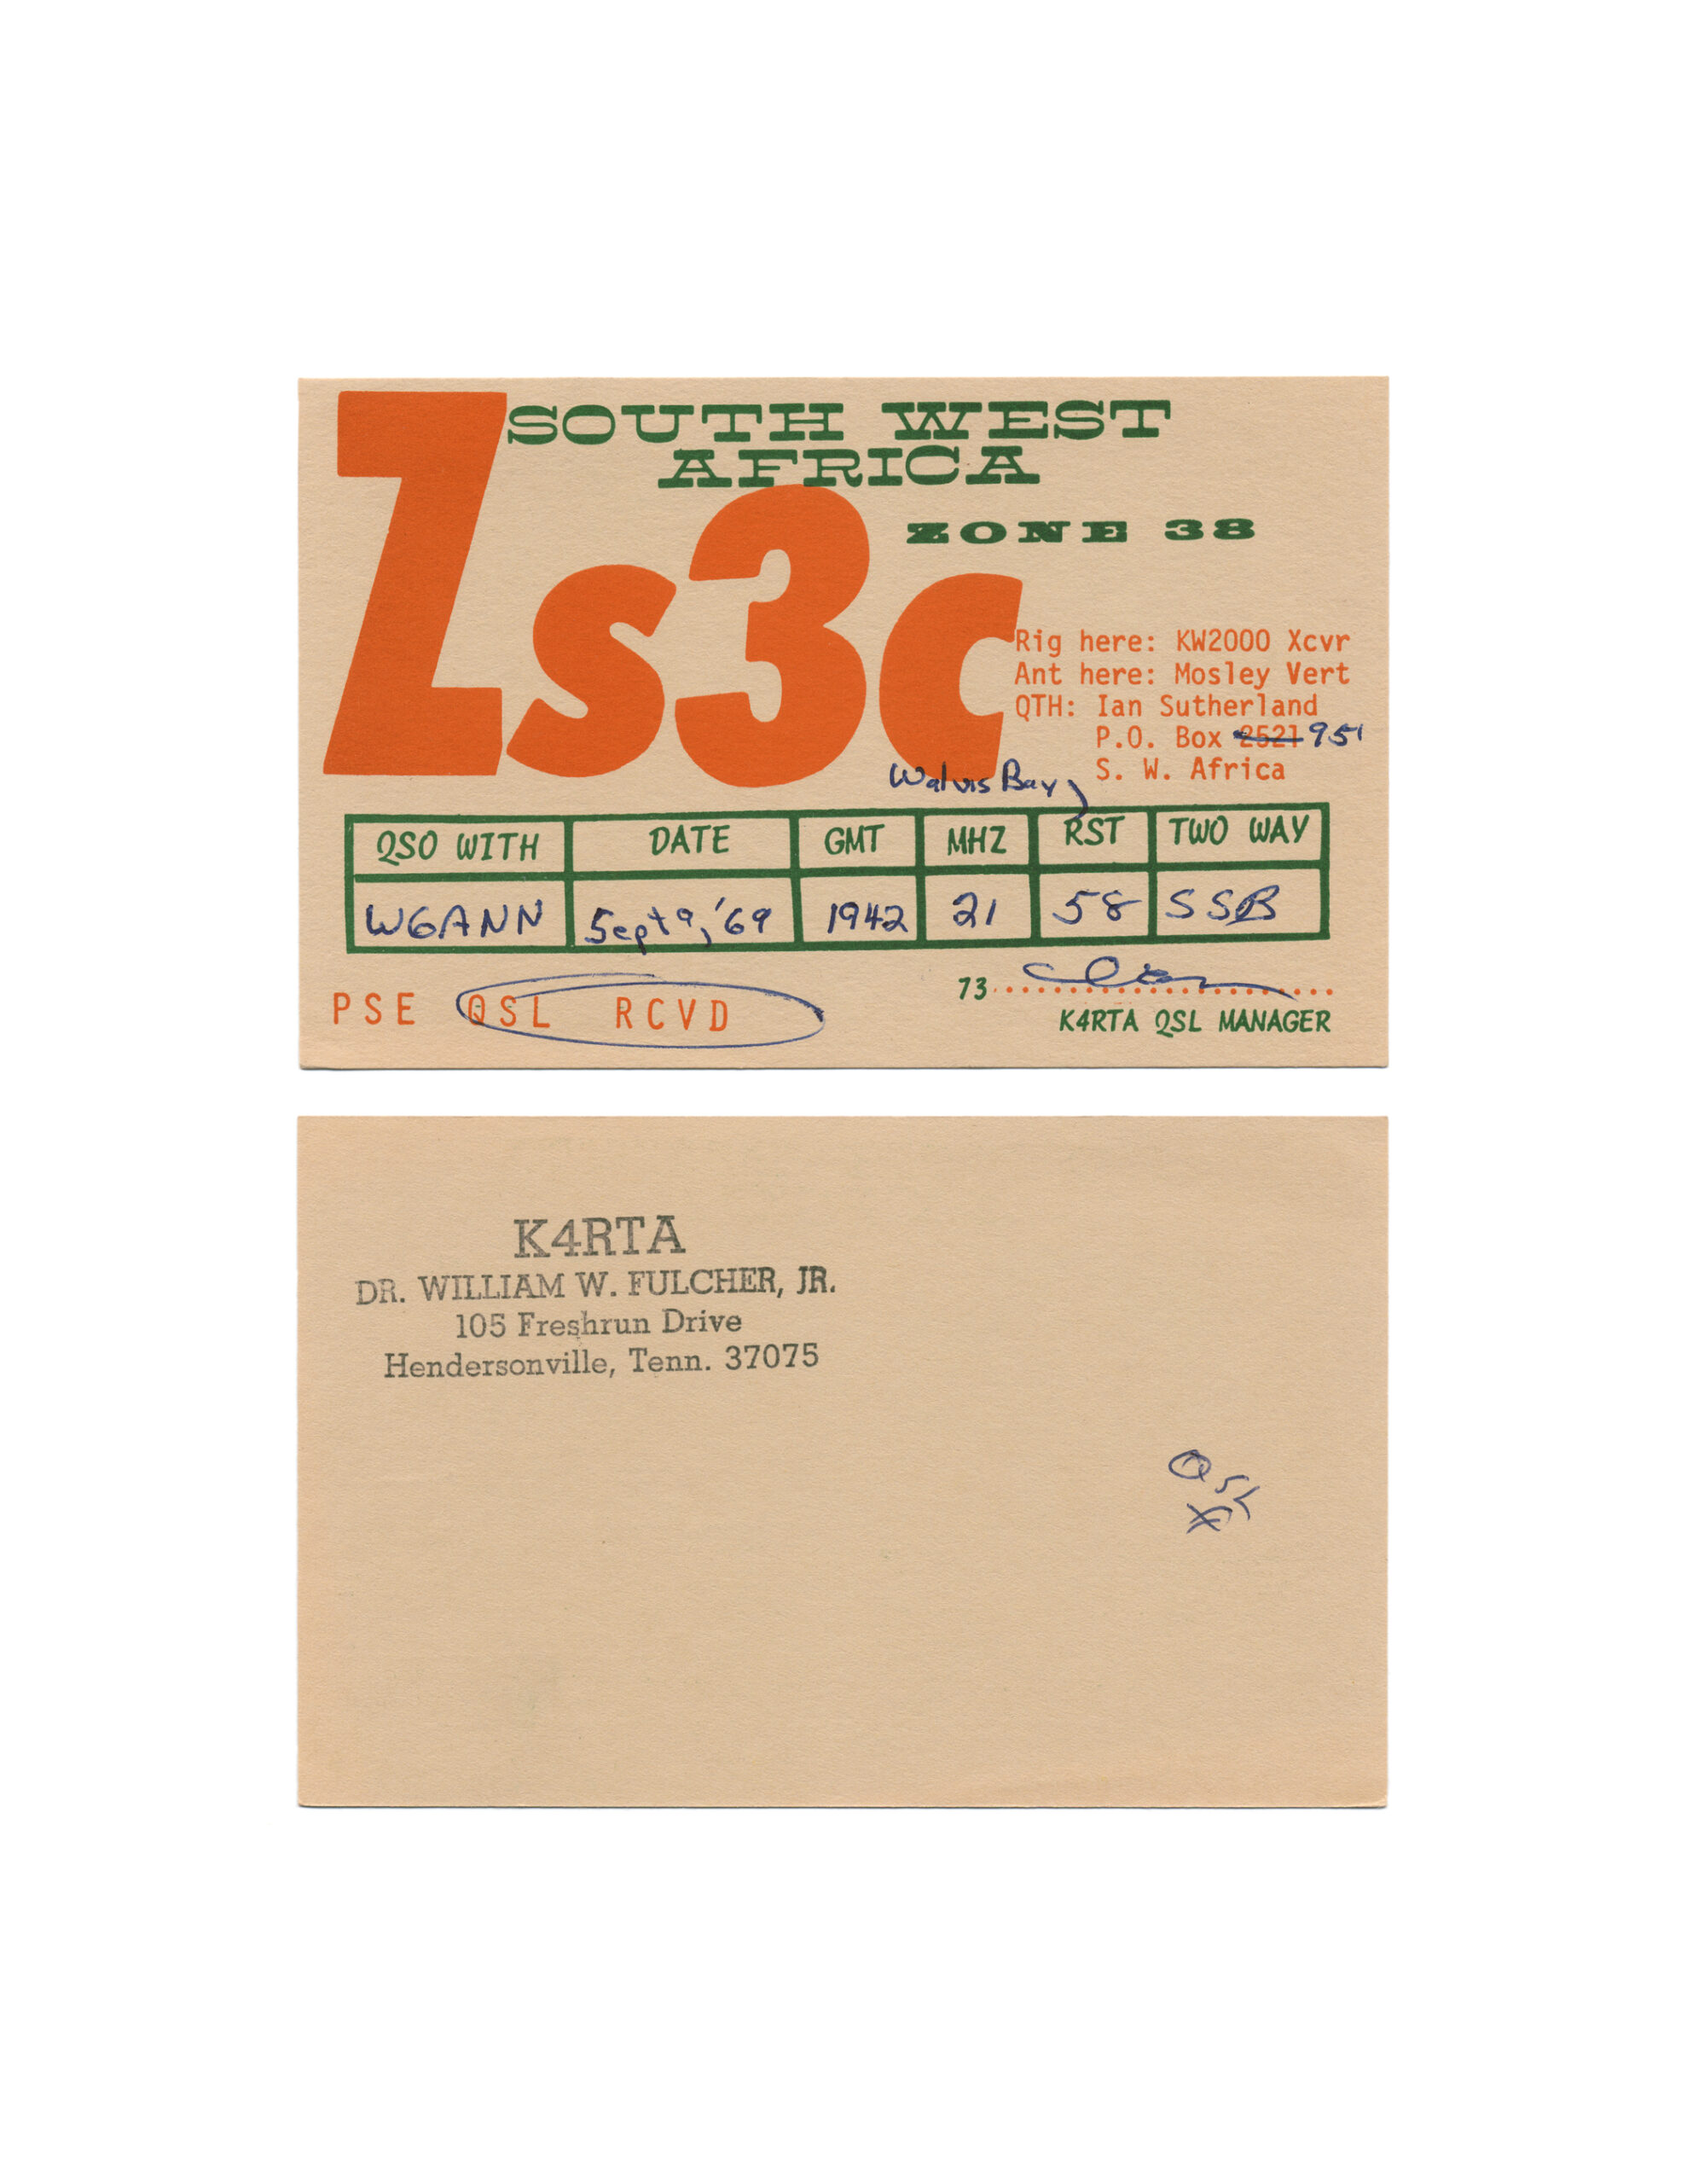 SOUTH WEST
AFRICA
ZONE 38
Zs3c
Rig here: KW2000 Xcvr
Ant here: Mosley Vert
QTH: Ian Sutherland
P.O. Box 2521 951
Walvis Bay, S. W. Africa
QSO WITH DATE GMT MHZ RST TWO WAY
W6ANN Sept 9, '69 1942 21 58 SSB
PSE QSL RCVD
73
K4RTA QSL MANAGER
K4RTA
DR. WILLIAM W. FULCHER, JR.
105 Freshrun Drive
Hendersonville, Tenn. 37075
QSL